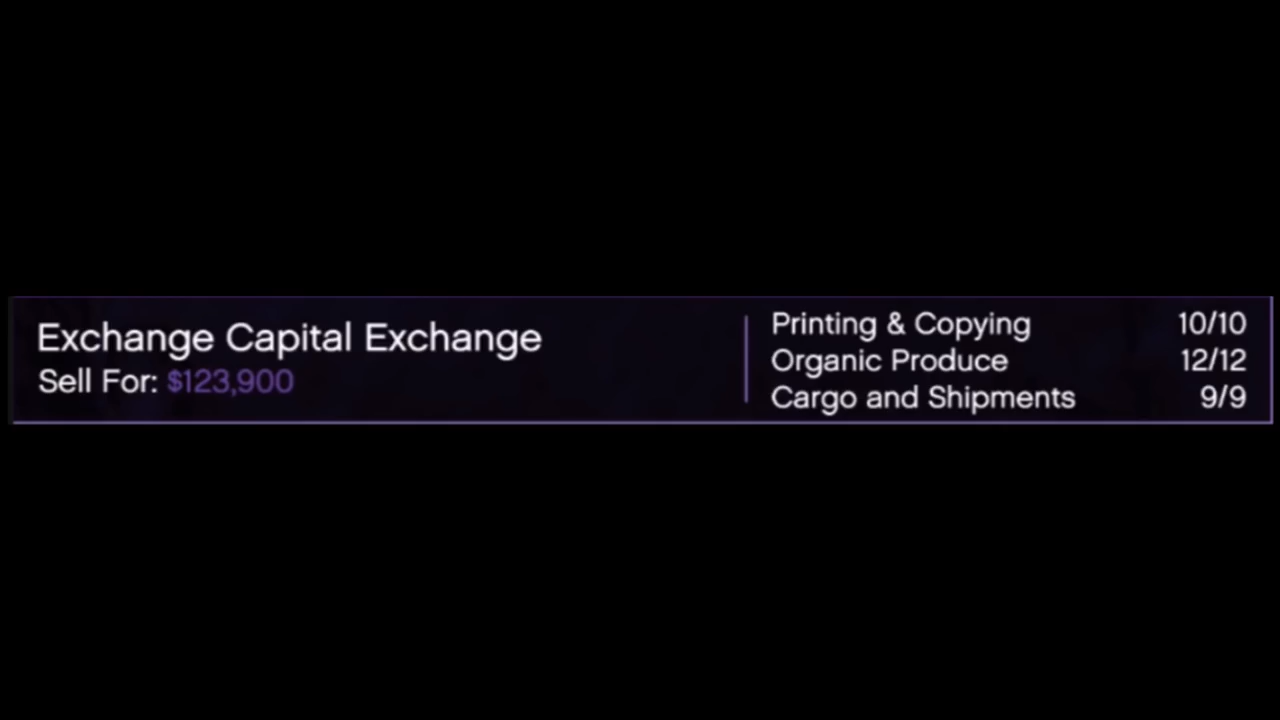 Exchange Capital Exchange
Sell For: $123,900
Printing & Copying 10/10
Organic Produce 12/12
Cargo and Shipments 9/9